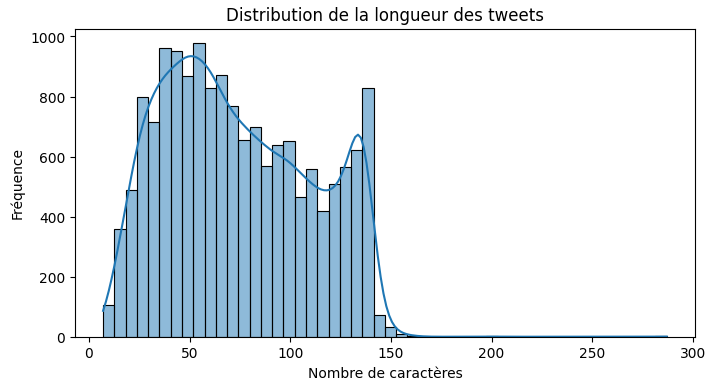 Distribution de la longueur des tweets
Fréquence
1000
800
600
400
200
0
0 50 100 150 200 250 300
Nombre de caractères